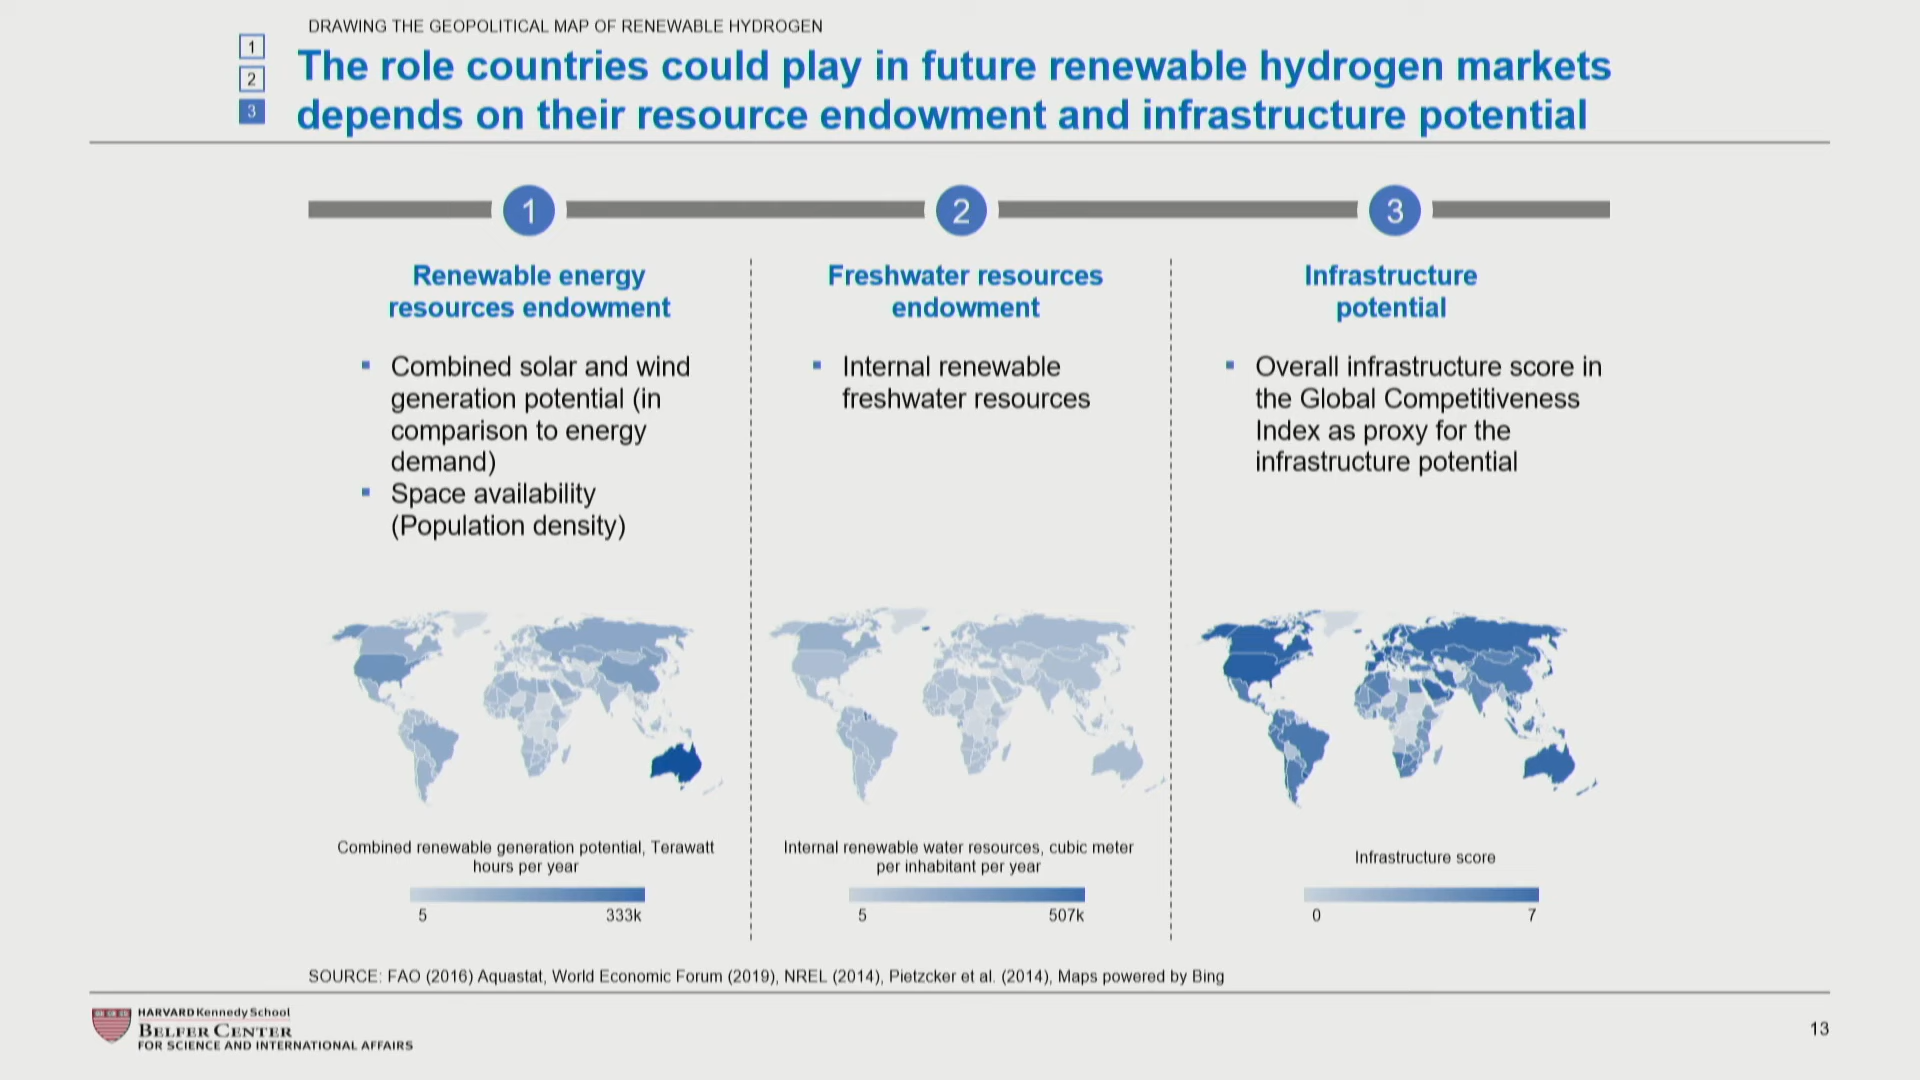 DRAWING THE GEOPOLITICAL MAP OF RENEWABLE HYDROGEN
1
2
3
The role countries could play in future renewable hydrogen markets
depends on their resource endowment and infrastructure potential
1
2
3
Renewable energy
resources endowment
▪ Combined solar and wind
generation potential (in
comparison to energy
demand)
▪ Space availability
(Population density)
Freshwater resources
endowment
▪ Internal renewable
freshwater resources
Infrastructure
potential
▪ Overall infrastructure score in
the Global Competitiveness
Index as proxy for the
infrastructure potential
Combined renewable generation potential, Terawatt
hours per year
5 333k
Internal renewable water resources, cubic meter
per inhabitant per year
5 507k
Infrastructure score
0 7
SOURCE: FAO (2016) Aquastat, World Economic Forum (2019), NREL (2014), Pietzcker et al. (2014), Maps powered by Bing
HARVARD Kennedy School
BELFER CENTER
FOR SCIENCE AND INTERNATIONAL AFFAIRS
13